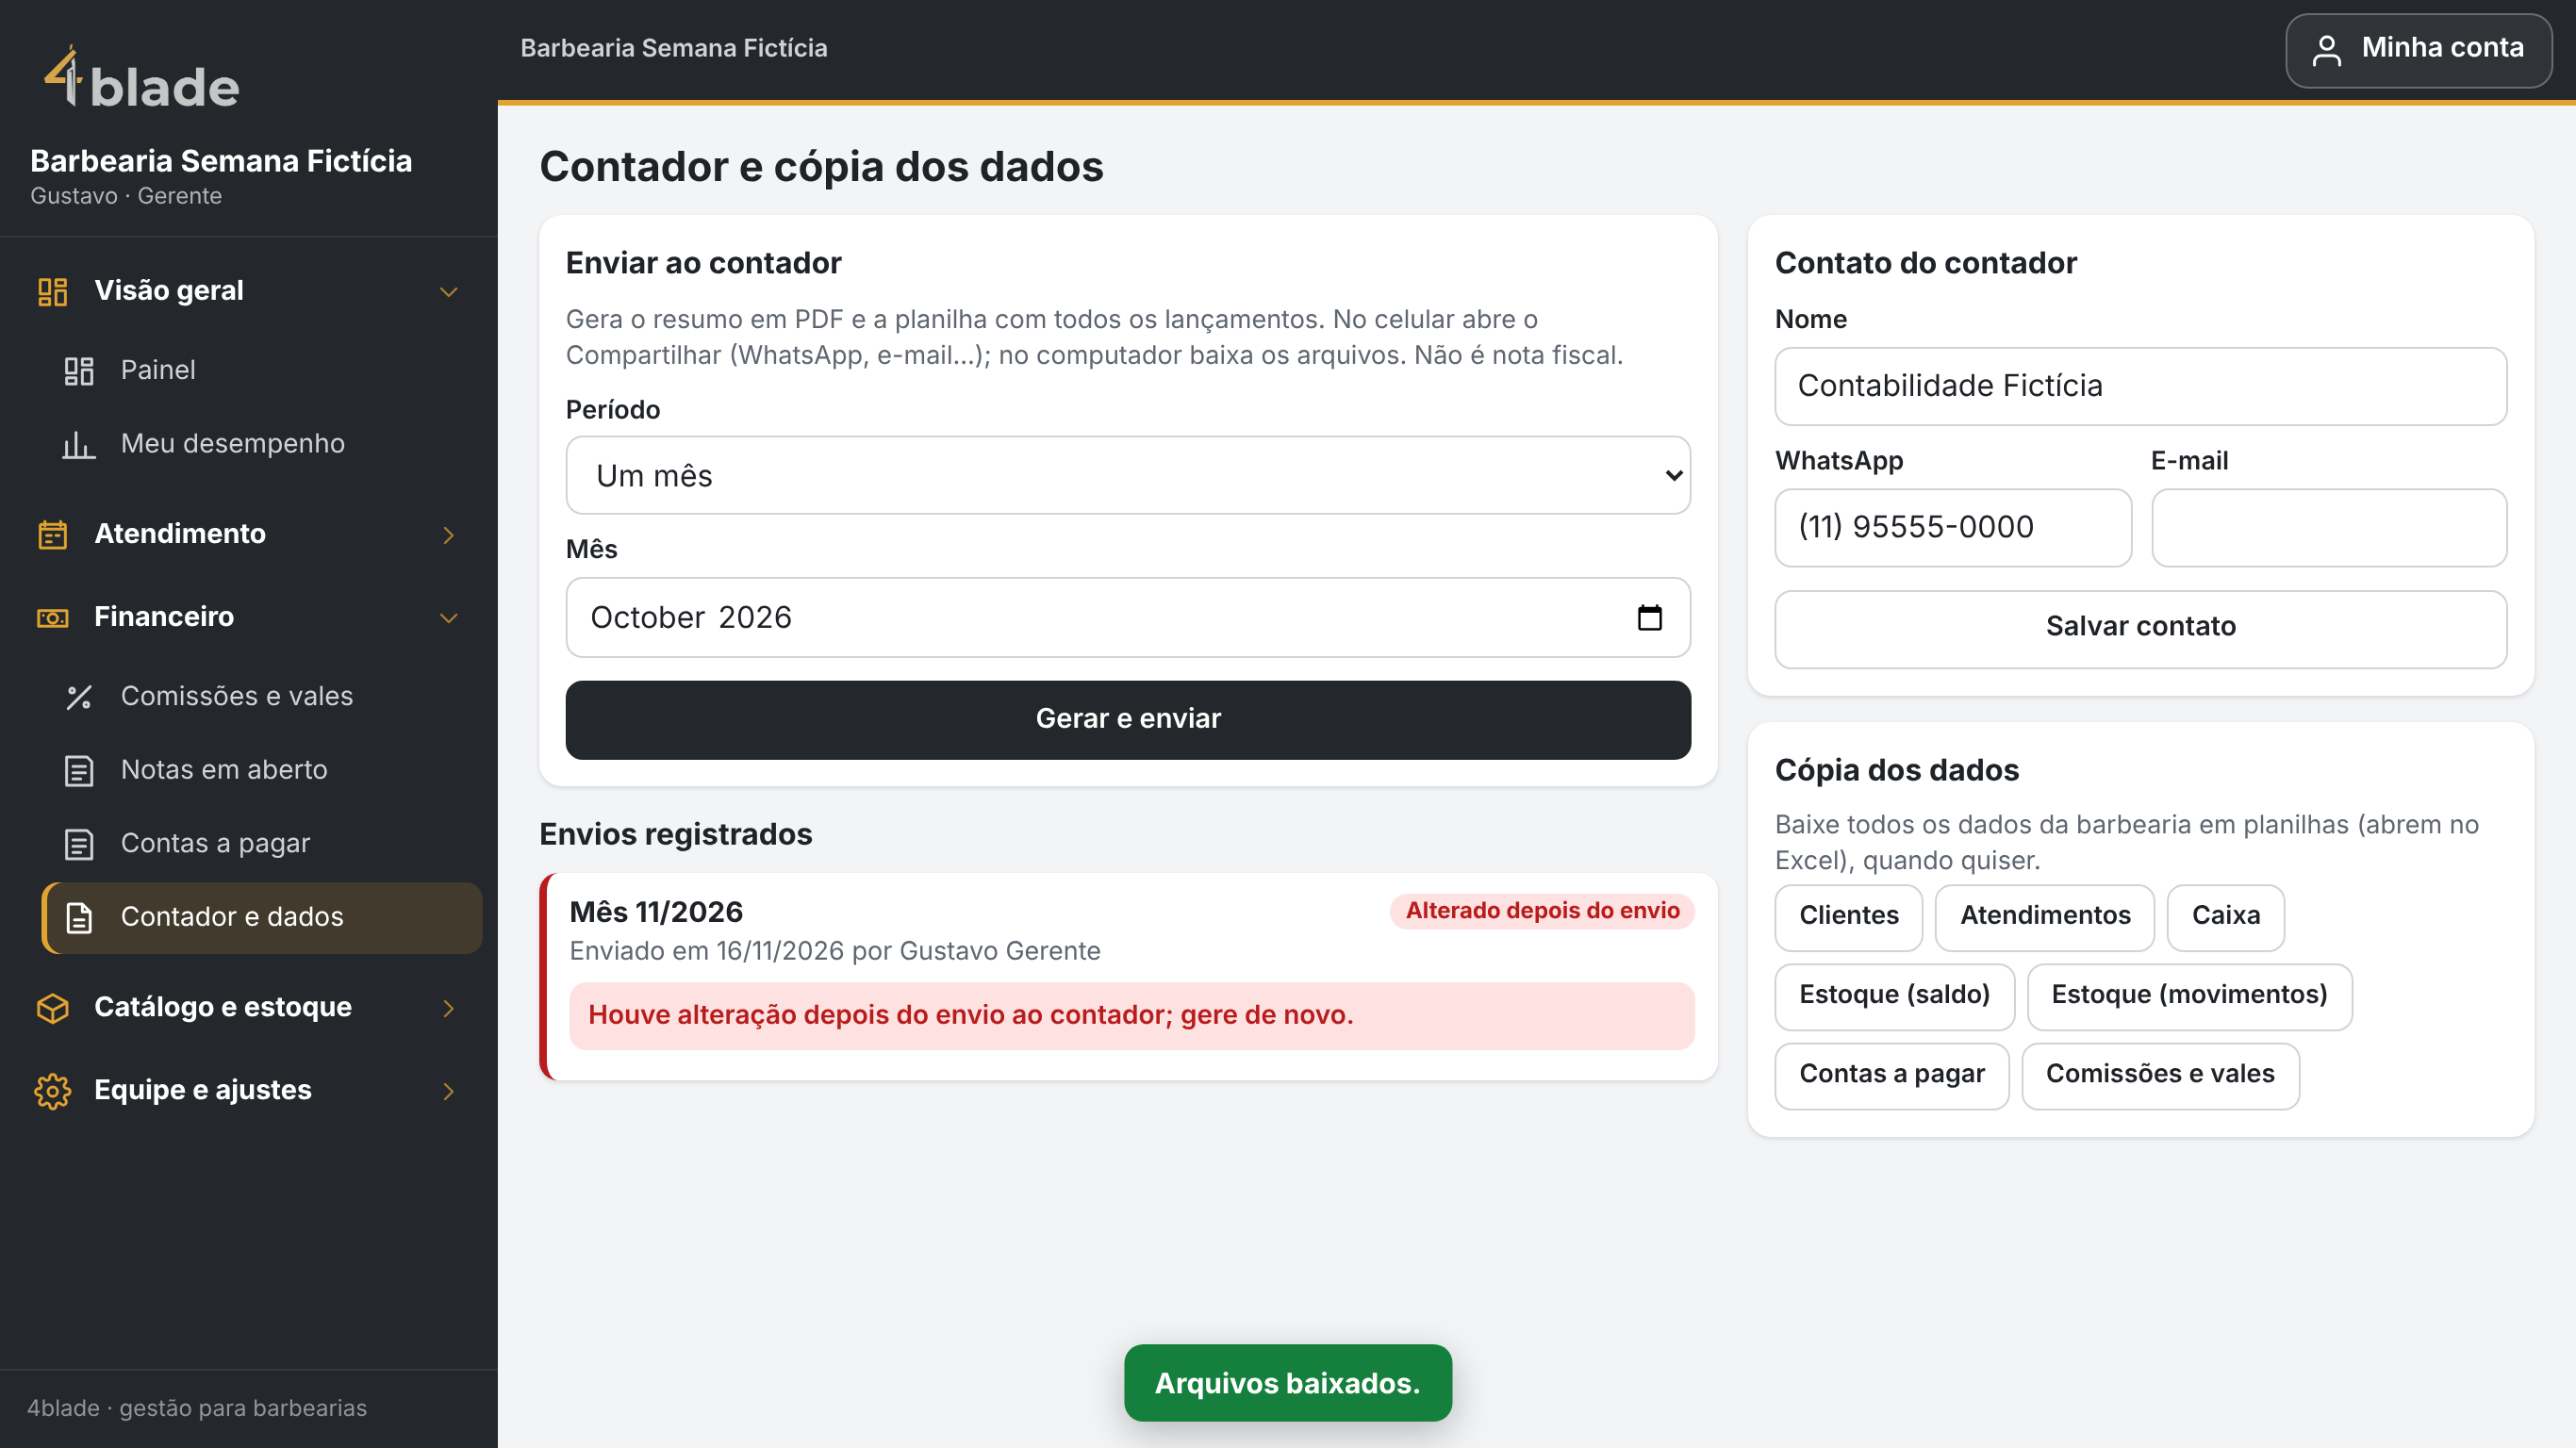 4blade
Barbearia Semana Fictícia
Gustavo · Gerente
Visão geral
Painel
Meu desempenho
Atendimento
Financeiro
Comissões e vales
Notas em aberto
Contas a pagar
Contador e dados
Catálogo e estoque
Equipe e ajustes
4blade · gestão para barbearias
Barbearia Semana Fictícia
Minha conta
Contador e cópia dos dados
Enviar ao contador
Gera o resumo em PDF e a planilha com todos os lançamentos. No celular abre o
Compartilhar (WhatsApp, e-mail...); no computador baixa os arquivos. Não é nota fiscal.
Período
Um mês
Mês
October 2026
Gerar e enviar
Envios registrados
Mês 11/2026
Alterado depois do envio
Enviado em 16/11/2026 por Gustavo Gerente
Houve alteração depois do envio ao contador; gere de novo.
Contato do contador
Nome
Contabilidade Fictícia
WhatsApp
E-mail
(11) 95555-0000
Salvar contato
Cópia dos dados
Baixe todos os dados da barbearia em planilhas (abrem no
Excel), quando quiser.
Clientes
Atendimentos
Caixa
Estoque (saldo)
Estoque (movimentos)
Contas a pagar
Comissões e vales
Arquivos baixados.